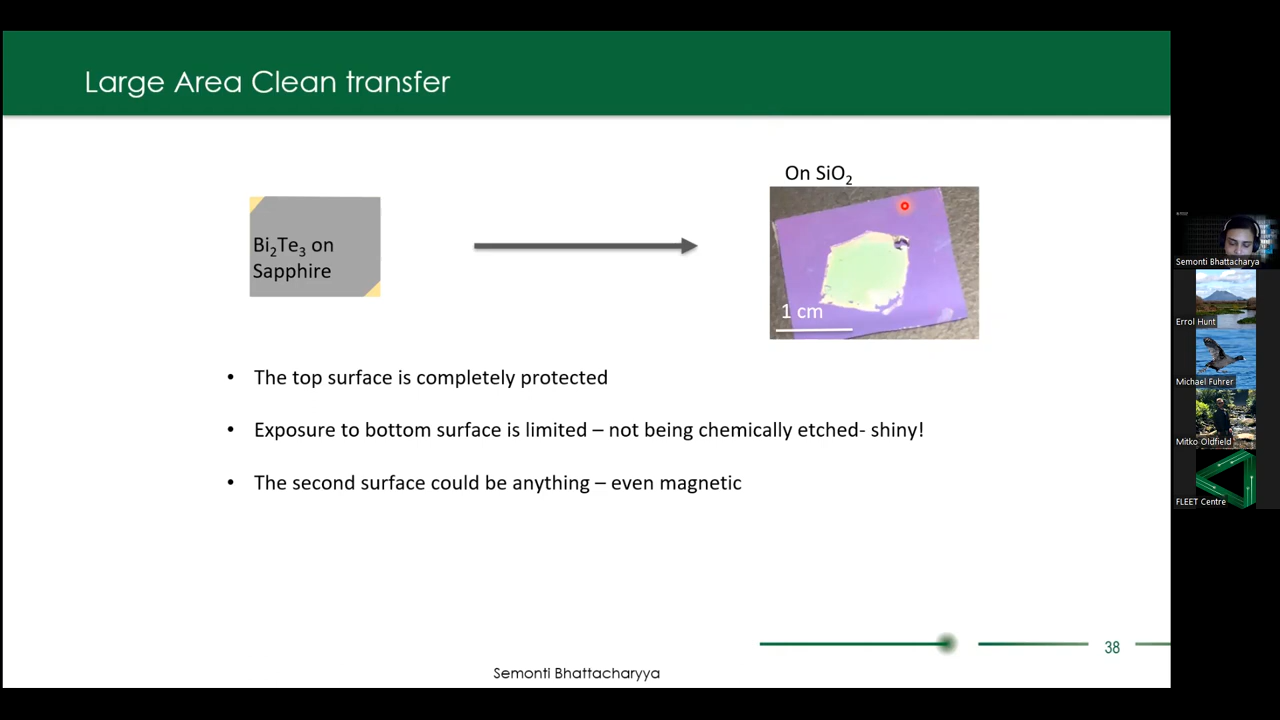 Large Area Clean transfer
On SiO₂
Bi₂Te₃ on
Sapphire
1 cm
• The top surface is completely protected
• Exposure to bottom surface is limited – not being chemically etched- shiny!
• The second surface could be anything – even magnetic
38
Semonti Bhattacharyya
Semonti Bhattacharya
Errol Hunt
Michael Fuhrer
Mitko Oldfield
FLEET Centre